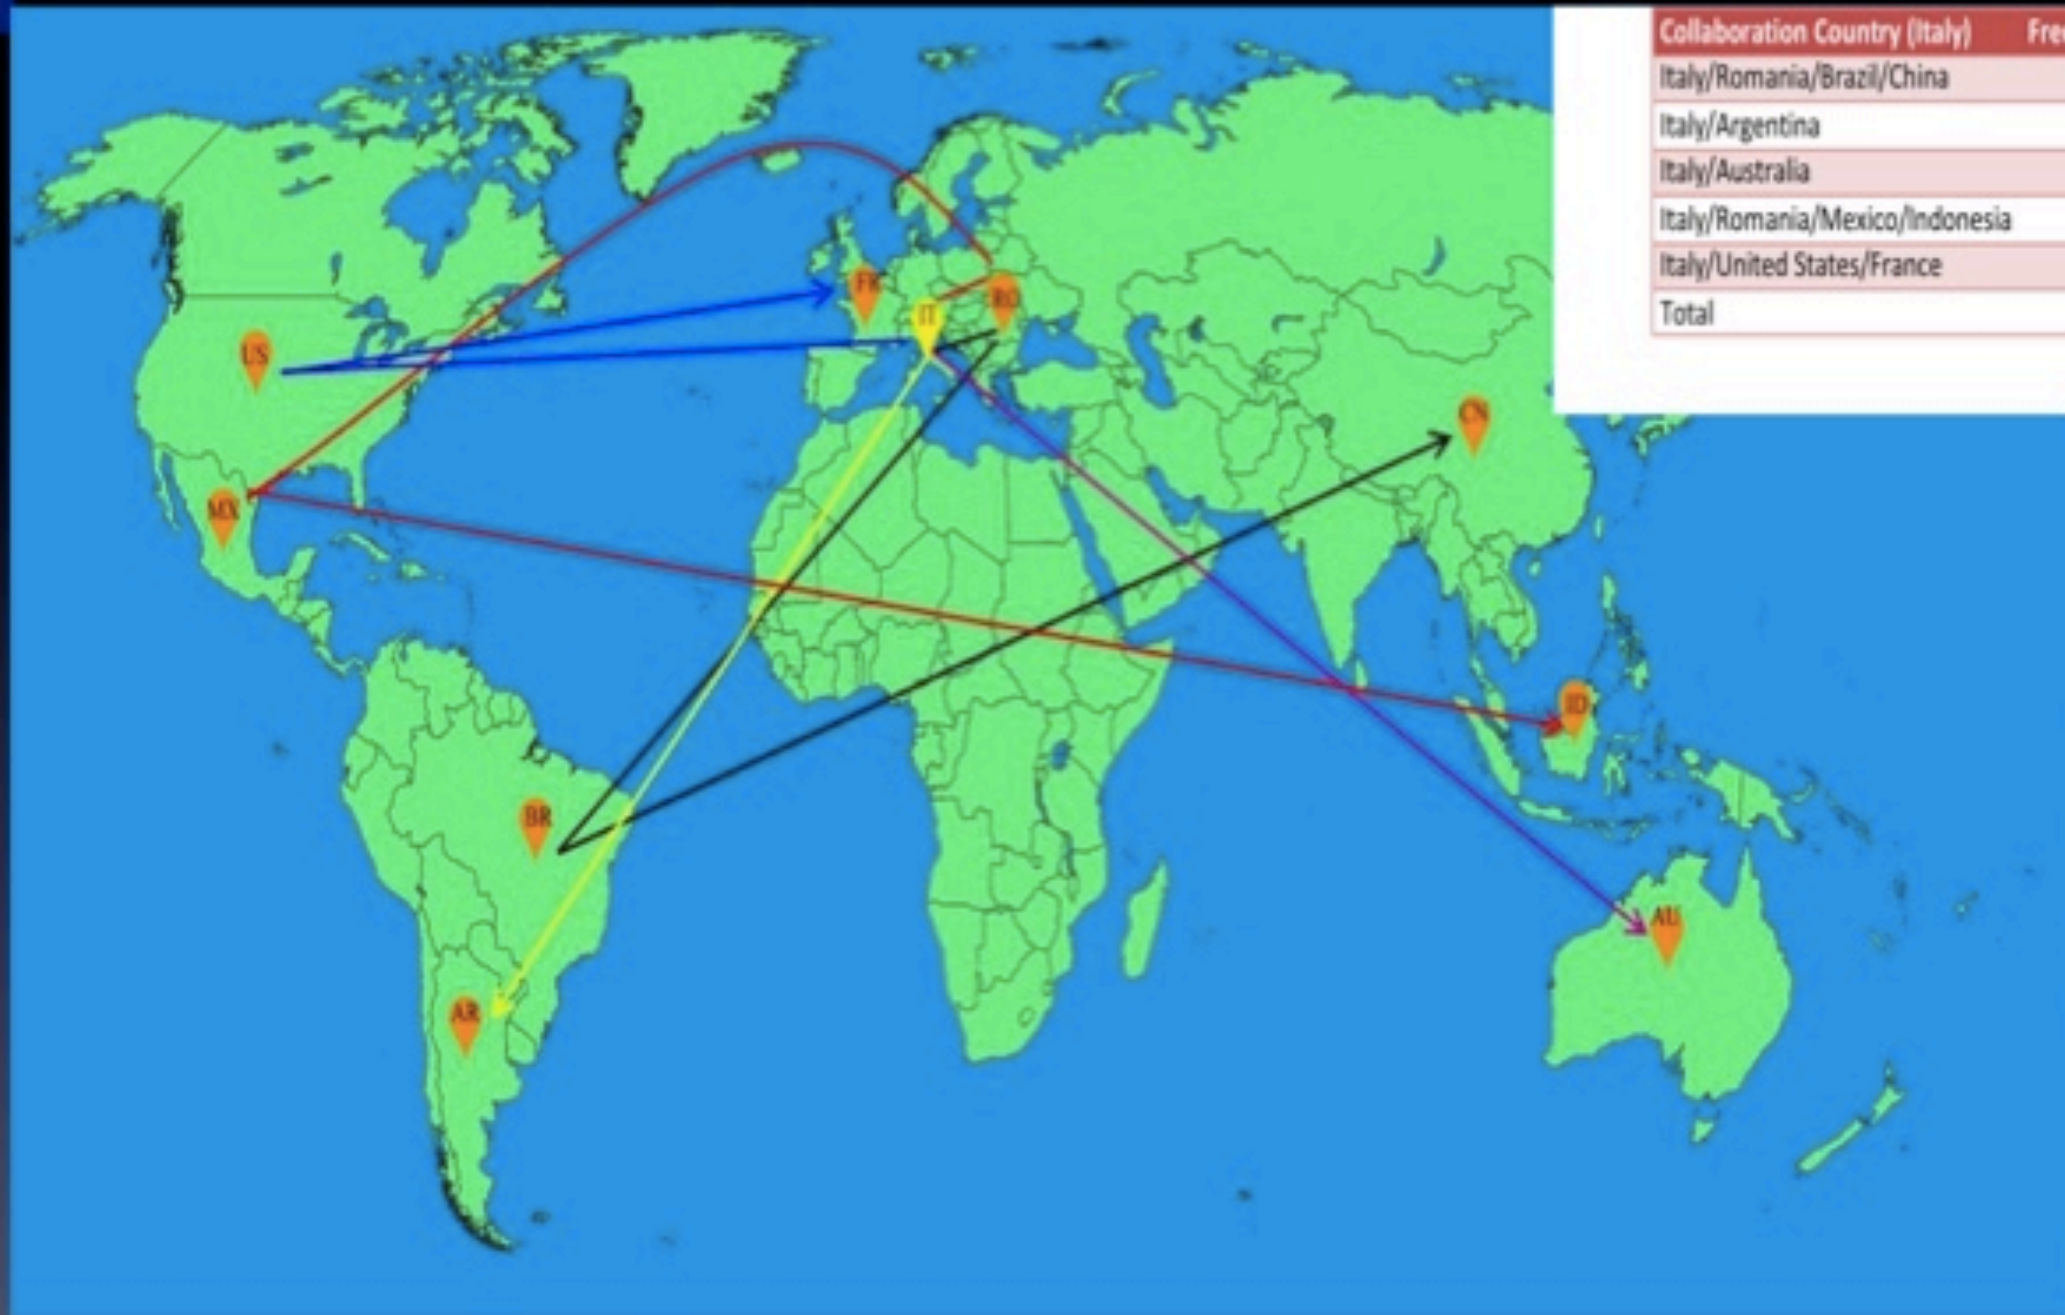 Collaboration Country (Italy) Fre
Italy/Romania/Brazil/China
Italy/Argentina
Italy/Australia
Italy/Romania/Mexico/Indonesia
Italy/United States/France
Total
FR
RO
IT
US
CN
MX
ID
BR
AU
AR